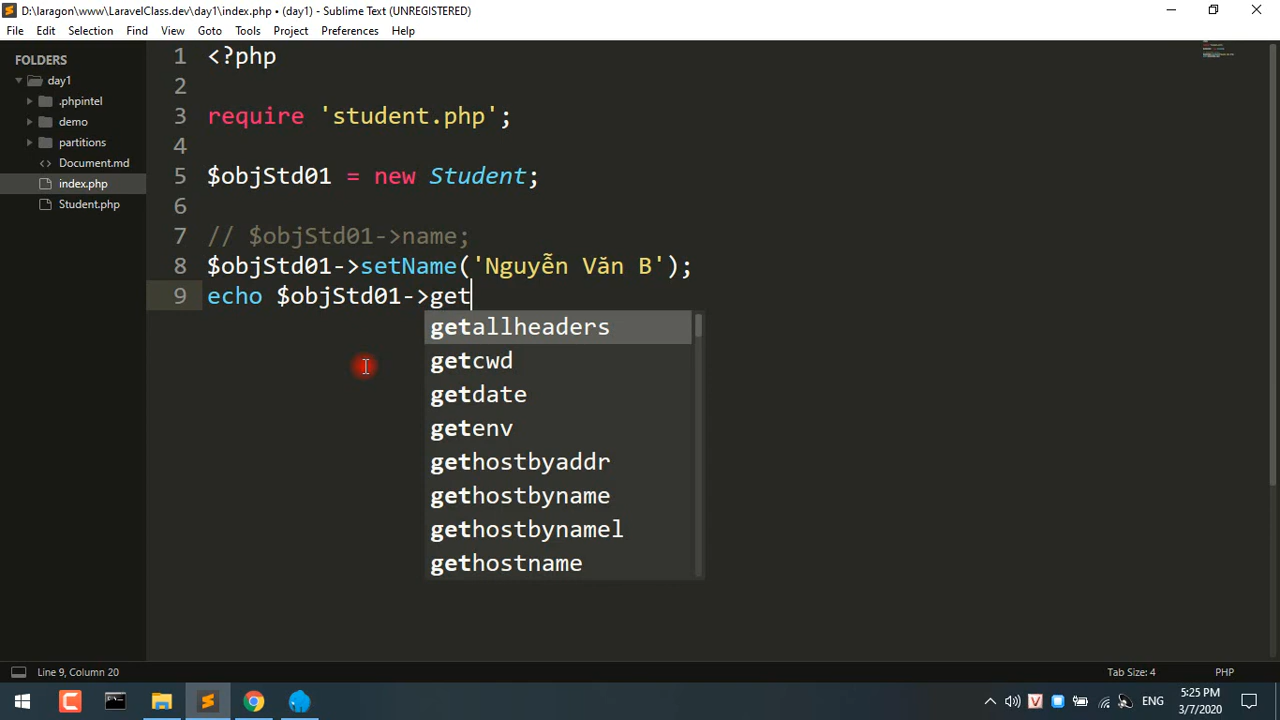 D:\laragon\www\LaravelClass.dev\day1\index.php • (day1) - Sublime Text (UNREGISTERED)
File Edit Selection Find View Goto Tools Project Preferences Help
FOLDERS
day1
.phpintel
demo
partitions
<> Document.md
index.php
Student.php
1 <?php
2
3 require 'student.php';
4
5 $objStd01 = new Student;
6
7 // $objStd01->name;
8 $objStd01->setName('Nguyễn Văn B');
9 echo $objStd01->get
getallheaders
getcwd
getdate
getenv
gethostbyaddr
gethostbyname
gethostbynamel
gethostname
Line 9, Column 20 Tab Size: 4 PHP
ENG 5:25 PM
3/7/2020